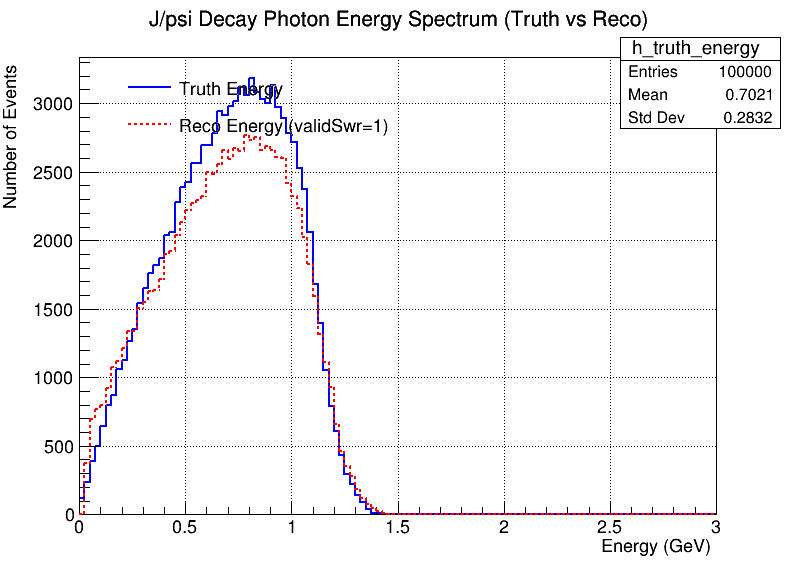 J/psi Decay Photon Energy Spectrum (Truth vs Reco)
h_truth_energy
Entries 100000
Mean 0.7021
Std Dev 0.2832
Truth Energy
Reco Energy (validSwr=1)
Number of Events
3000
2500
2000
1500
1000
500
0
0 0.5 1 1.5 2 2.5 3
Energy (GeV)